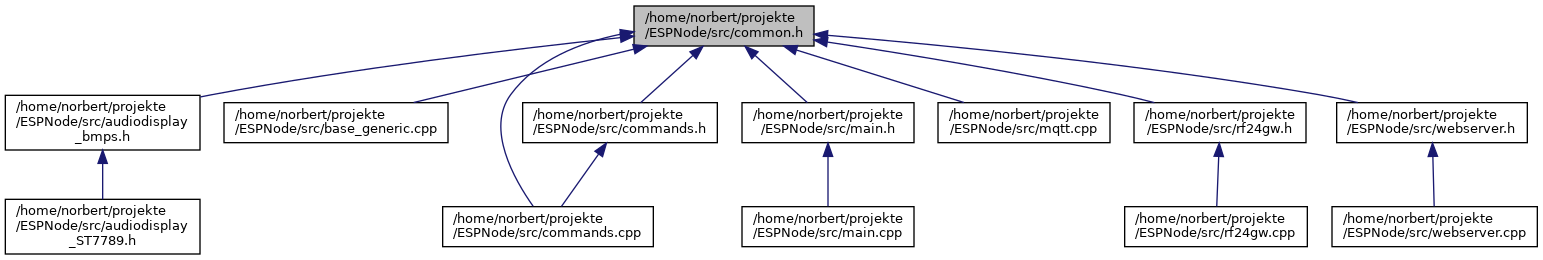 /home/norbert/projekte
/ESPNode/src/common.h
/home/norbert/projekte
/ESPNode/src/audiodisplay
_bmps.h
/home/norbert/projekte
/ESPNode/src/base_generic.cpp
/home/norbert/projekte
/ESPNode/src/commands.h
/home/norbert/projekte
/ESPNode/src/main.h
/home/norbert/projekte
/ESPNode/src/mqtt.cpp
/home/norbert/projekte
/ESPNode/src/rf24gw.h
/home/norbert/projekte
/ESPNode/src/webserver.h
/home/norbert/projekte
/ESPNode/src/audiodisplay
_ST7789.h
/home/norbert/projekte
/ESPNode/src/commands.cpp
/home/norbert/projekte
/ESPNode/src/main.cpp
/home/norbert/projekte
/ESPNode/src/rf24gw.cpp
/home/norbert/projekte
/ESPNode/src/webserver.cpp